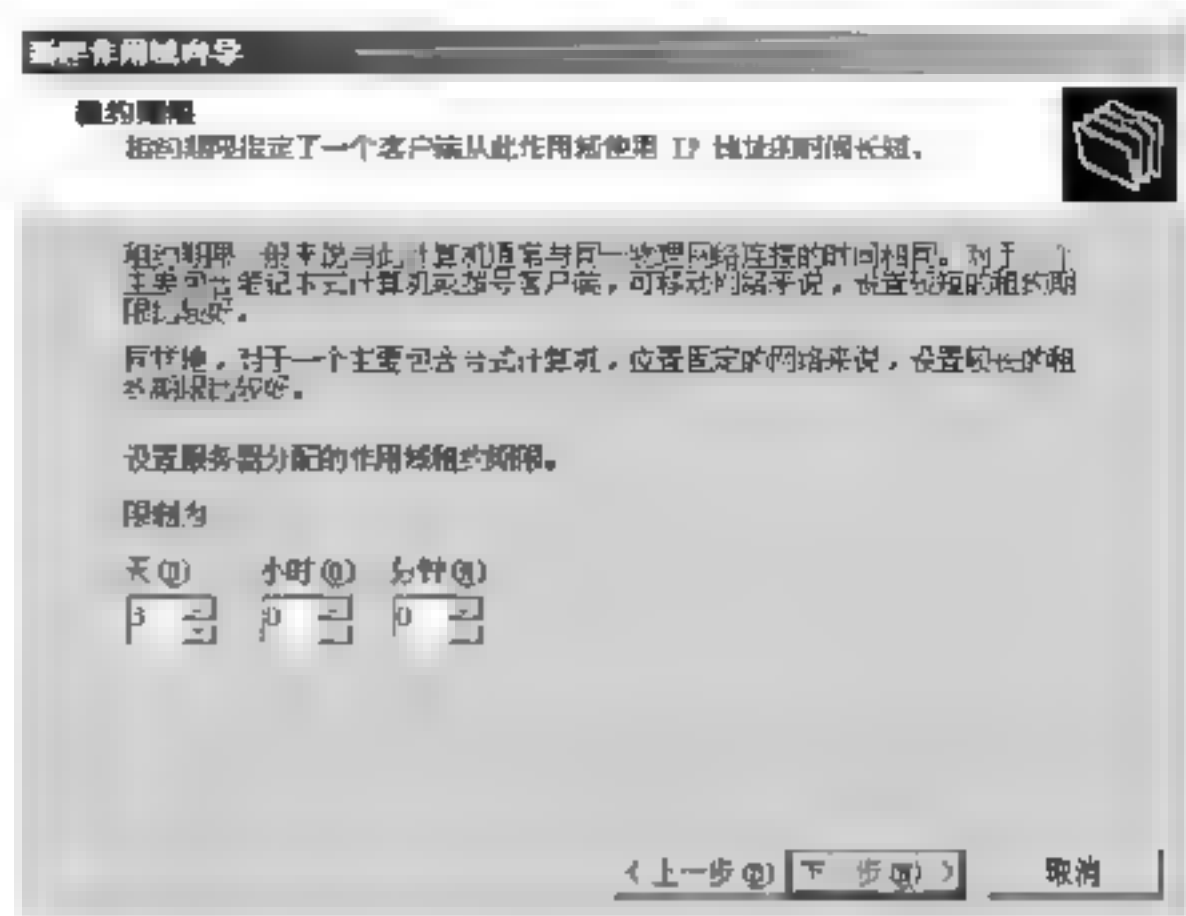 新建作用域向导
租约期限
租约期限指定了一个客户端从此作用域使用 IP 地址的时间长短。
租约期限一般来说与此计算机通常与同一物理网络连接的时间相同。对于一个
主要包含笔记本式计算机或拨号客户端，可移动网络来说，设置较短的租约期
限比较好。
同样地，对于一个主要包含台式计算机，位置固定的网络来说，设置较长的租
约期限比较好。
设置服务器分配的作用域租约期限。
限制为
天(D) 小时(O) 分钟(M)
0 0
< 上一步(B) 下一步(N) > 取消